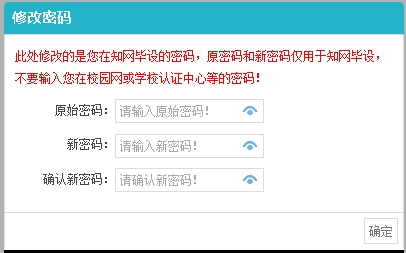 修改密码
此处修改的是您在知网毕设的密码，原密码和新密码仅用于知网毕设，
不要输入您在校园网或学校认证中心等的密码！
原始密码： 请输入原始密码！
新密码： 请输入新密码！
确认新密码： 请确认新密码！
确定